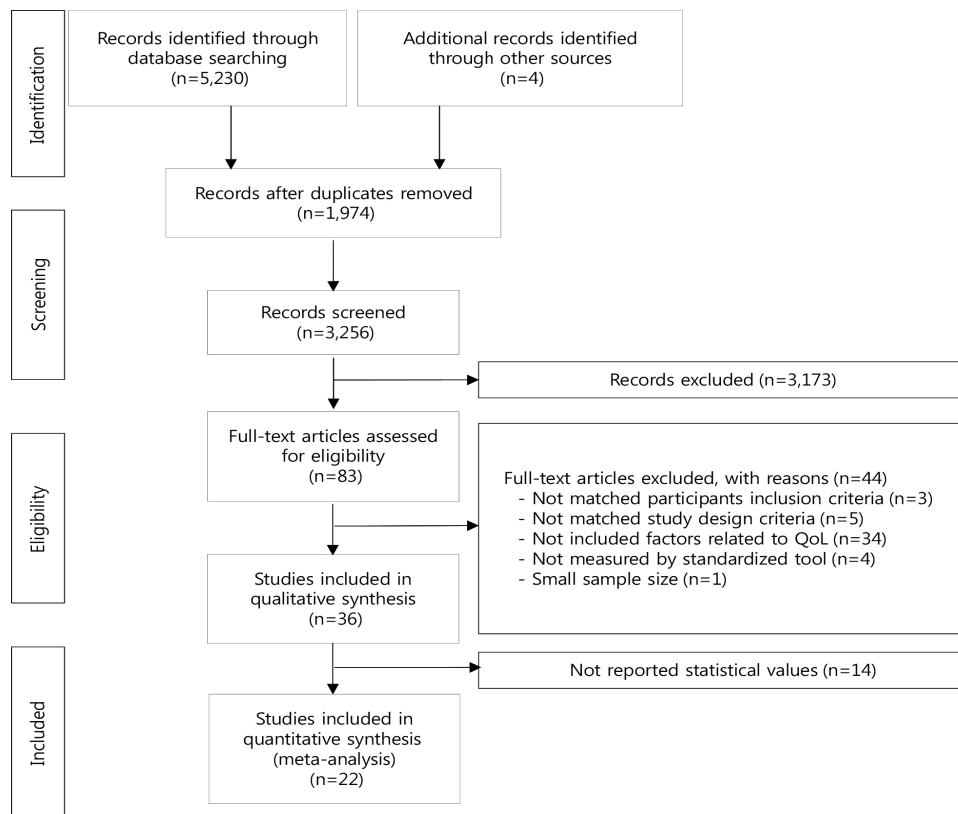 Identification
Records identified through
database searching
(n=5,230)
Additional records identified
through other sources
(n=4)
Records after duplicates removed
(n=1,974)
Screening
Records screened
(n=3,256)
Records excluded (n=3,173)
Eligibility
Full-text articles assessed
for eligibility
(n=83)
Full-text articles excluded, with reasons (n=44)
- Not matched participants inclusion criteria (n=3)
- Not matched study design criteria (n=5)
- Not included factors related to QoL (n=34)
- Not measured by standardized tool (n=4)
- Small sample size (n=1)
Studies included in
qualitative synthesis
(n=36)
Included
Not reported statistical values (n=14)
Studies included in
quantitative synthesis
(meta-analysis)
(n=22)